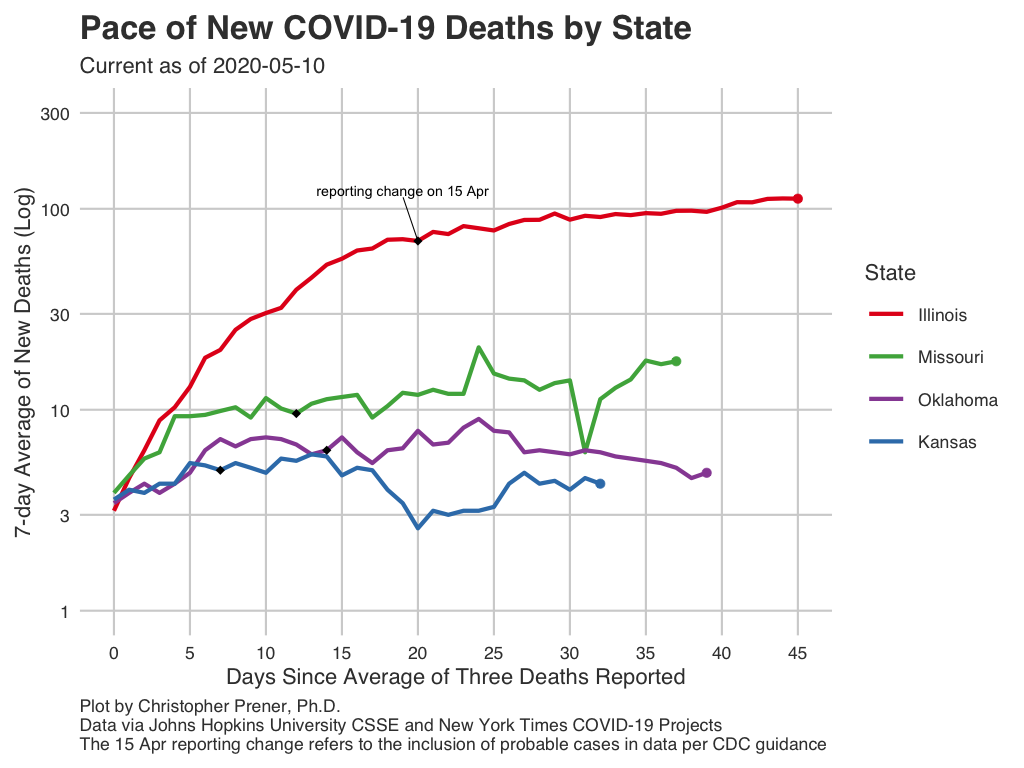 Pace of New COVID-19 Deaths by State
Current as of 2020-05-10
7-day Average of New Deaths (Log)
300
100
30
10
3
1
reporting change on 15 Apr
0 5 10 15 20 25 30 35 40 45
Days Since Average of Three Deaths Reported
State
Illinois
Missouri
Oklahoma
Kansas
Plot by Christopher Prener, Ph.D.
Data via Johns Hopkins University CSSE and New York Times COVID-19 Projects
The 15 Apr reporting change refers to the inclusion of probable cases in data per CDC guidance